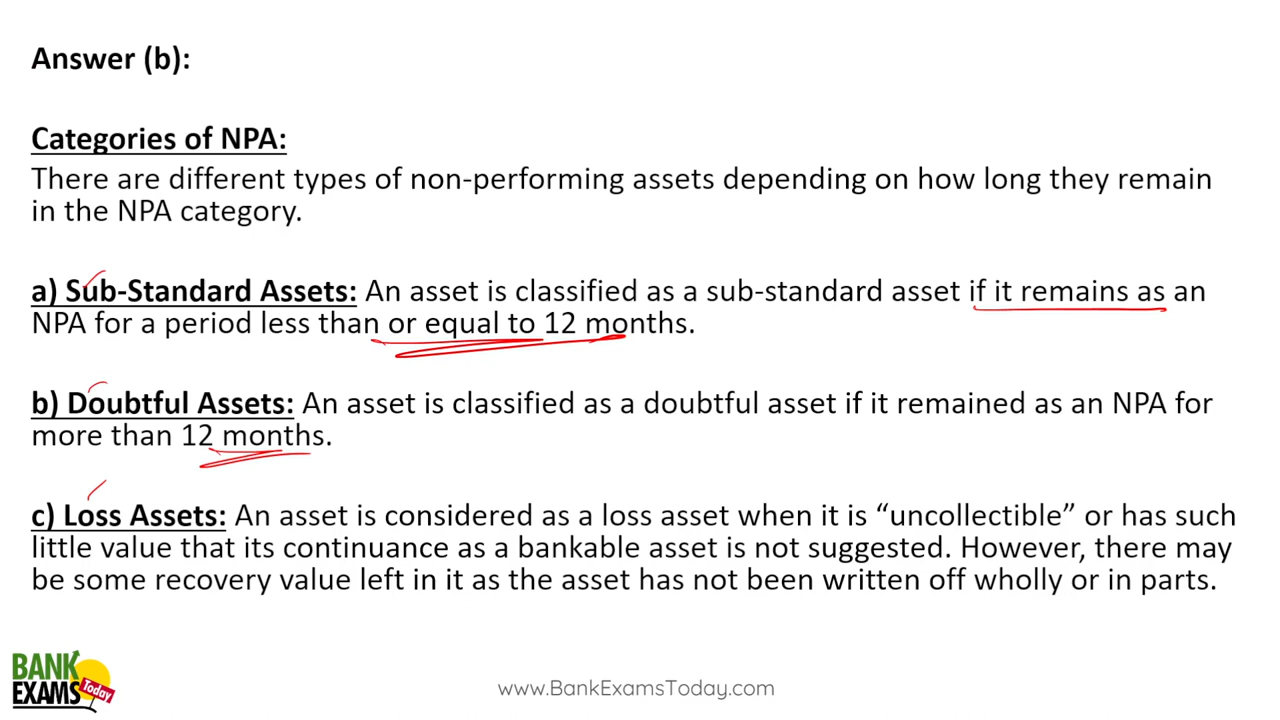 Answer (b):
Categories of NPA:
There are different types of non-performing assets depending on how long they remain
in the NPA category.
a) Sub-Standard Assets: An asset is classified as a sub-standard asset if it remains as an
NPA for a period less than or equal to 12 months.
b) Doubtful Assets: An asset is classified as a doubtful asset if it remained as an NPA for
more than 12 months.
c) Loss Assets: An asset is considered as a loss asset when it is “uncollectible” or has such
little value that its continuance as a bankable asset is not suggested. However, there may
be some recovery value left in it as the asset has not been written off wholly or in parts.
BANK
EXAMS
Today
www.BankExamsToday.com